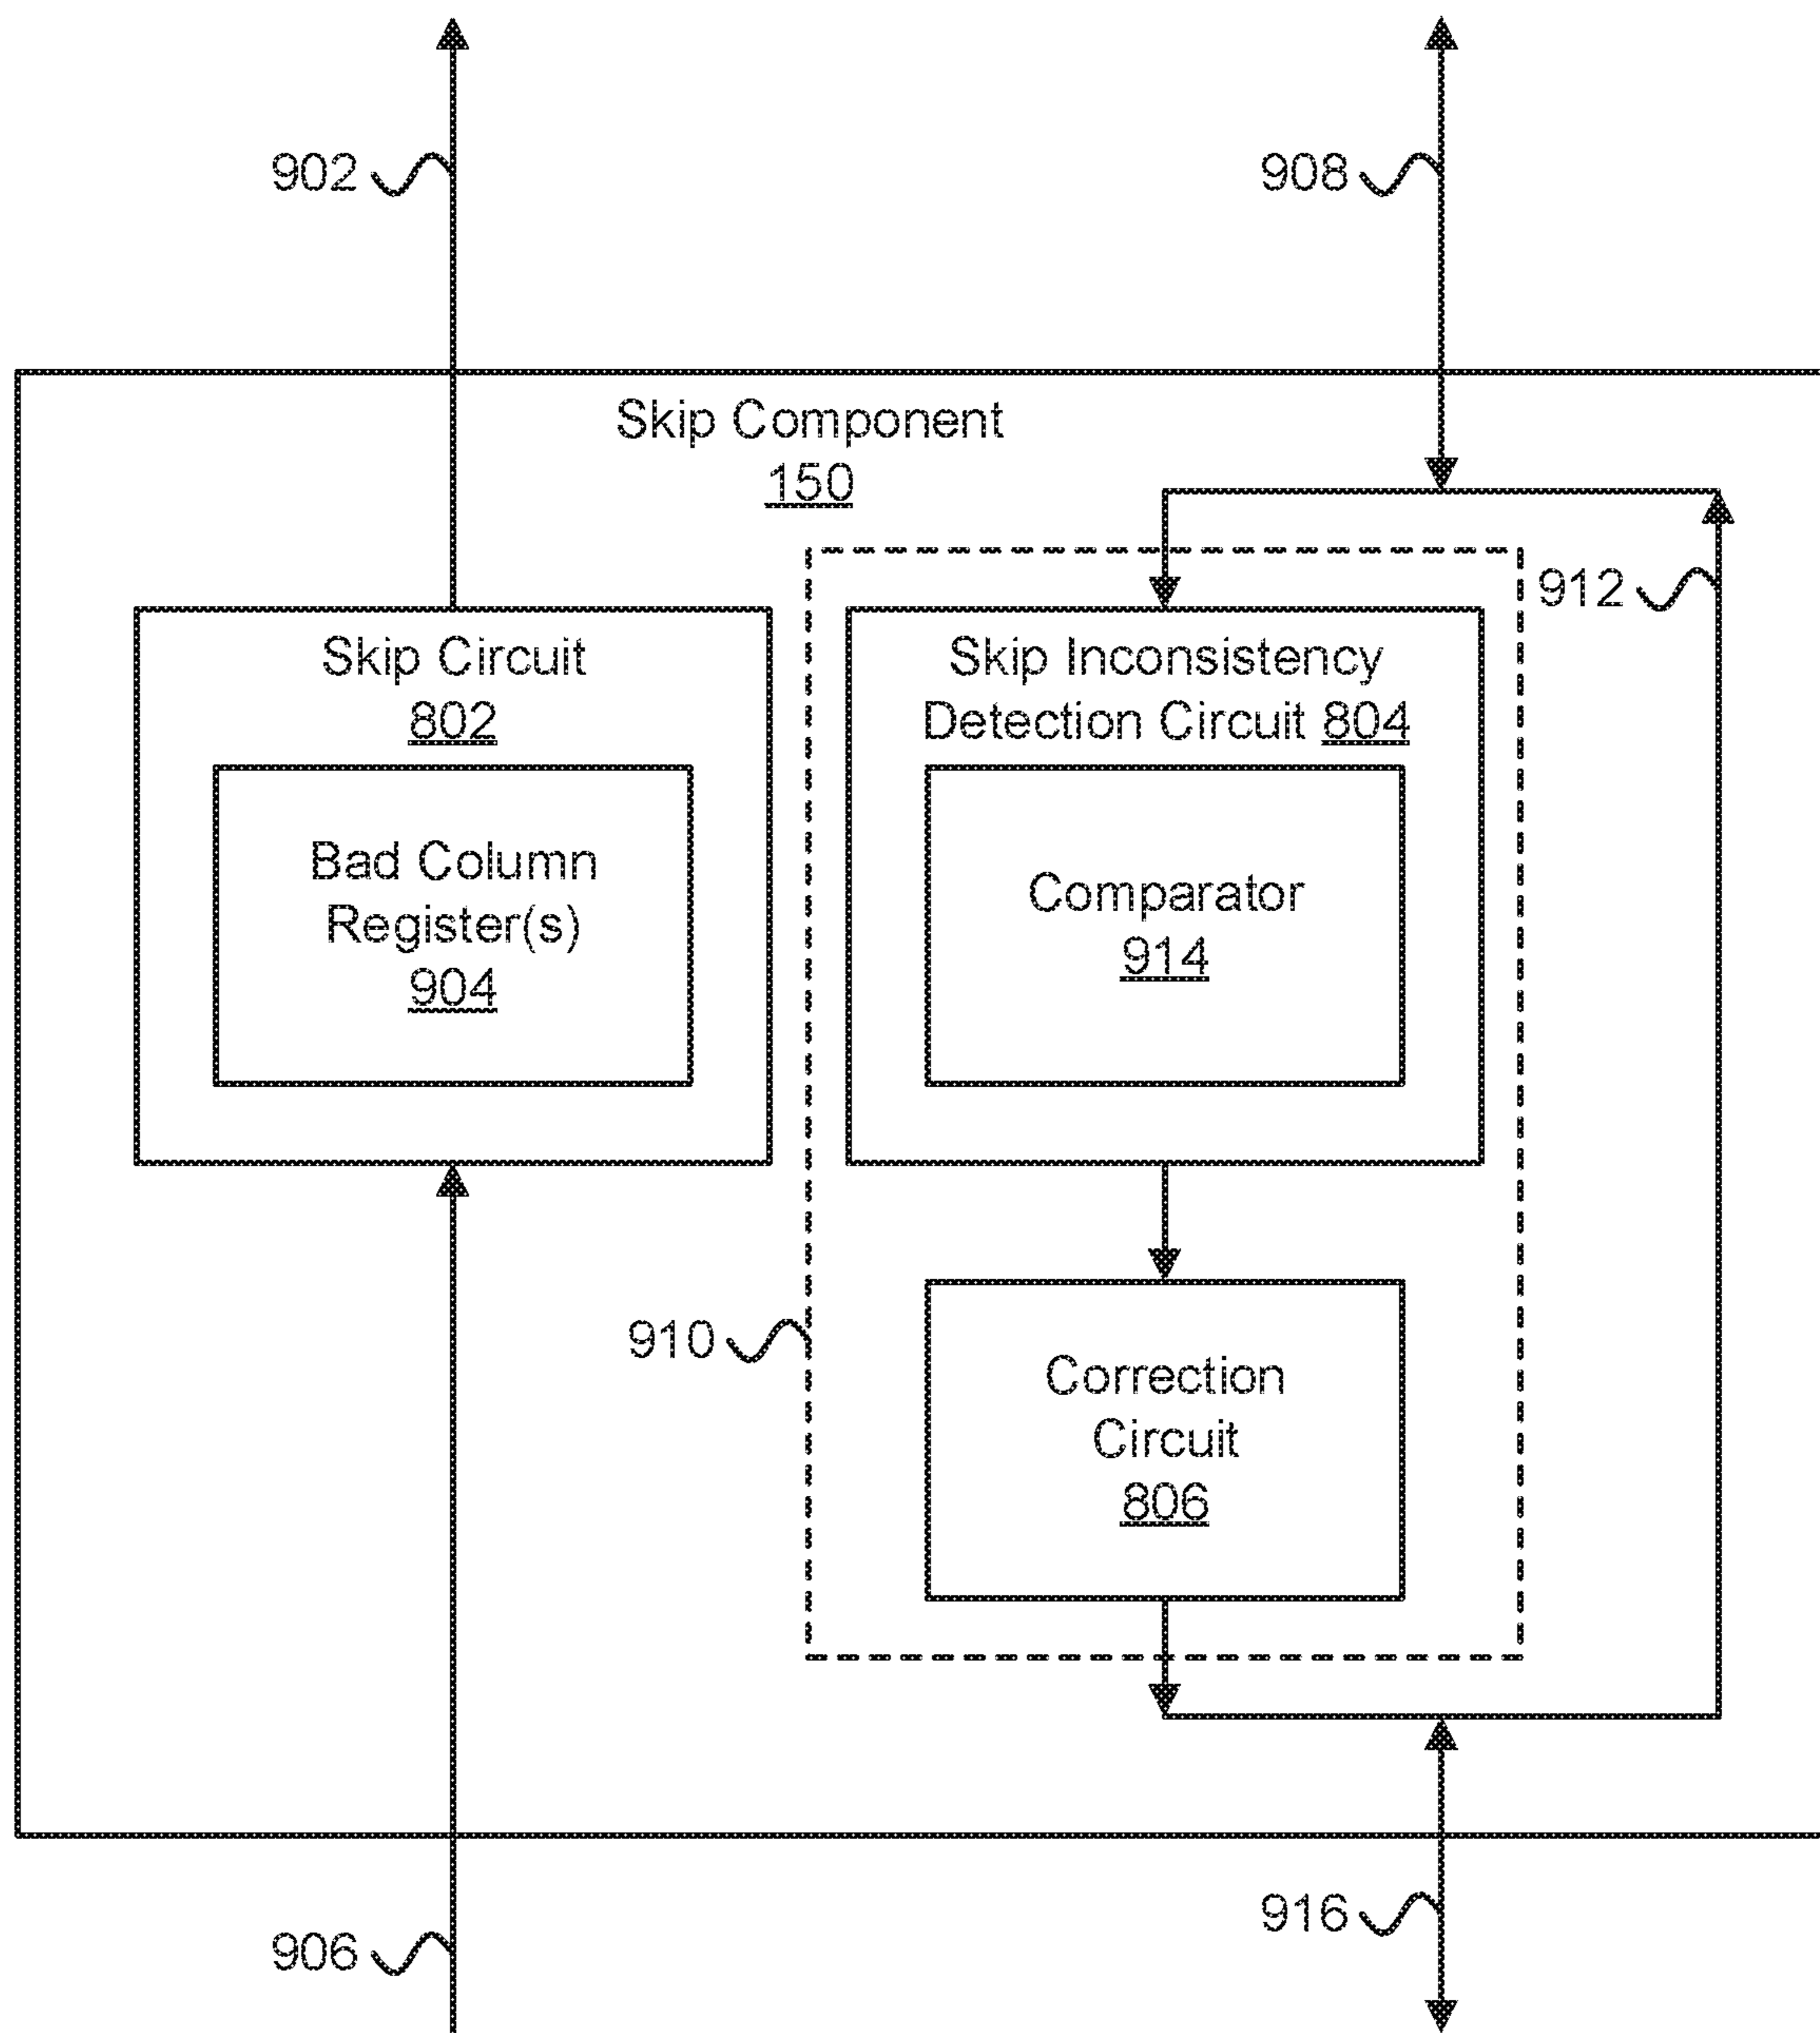 902
908
Skip Component
150
912
Skip Circuit
802
Bad Column
Register(s)
904
Skip Inconsistency
Detection Circuit 804
Comparator
914
910
Correction
Circuit
806
906
916